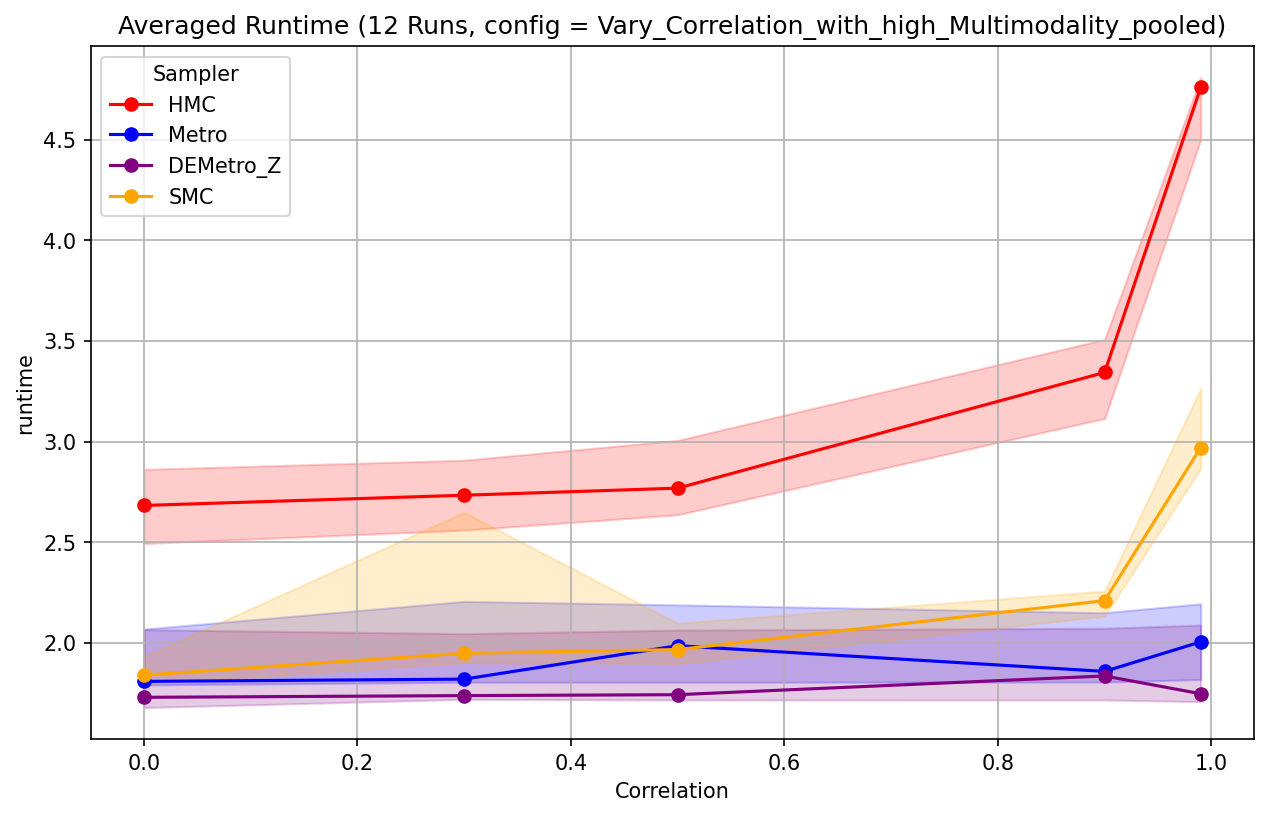 Averaged Runtime (12 Runs, config = Vary_Correlation_with_high_Multimodality_pooled)
Sampler
HMC
Metro
DEMetro_Z
SMC
4.5
4.0
3.5
3.0
2.5
2.0
runtime
0.0 0.2 0.4 0.6 0.8 1.0
Correlation